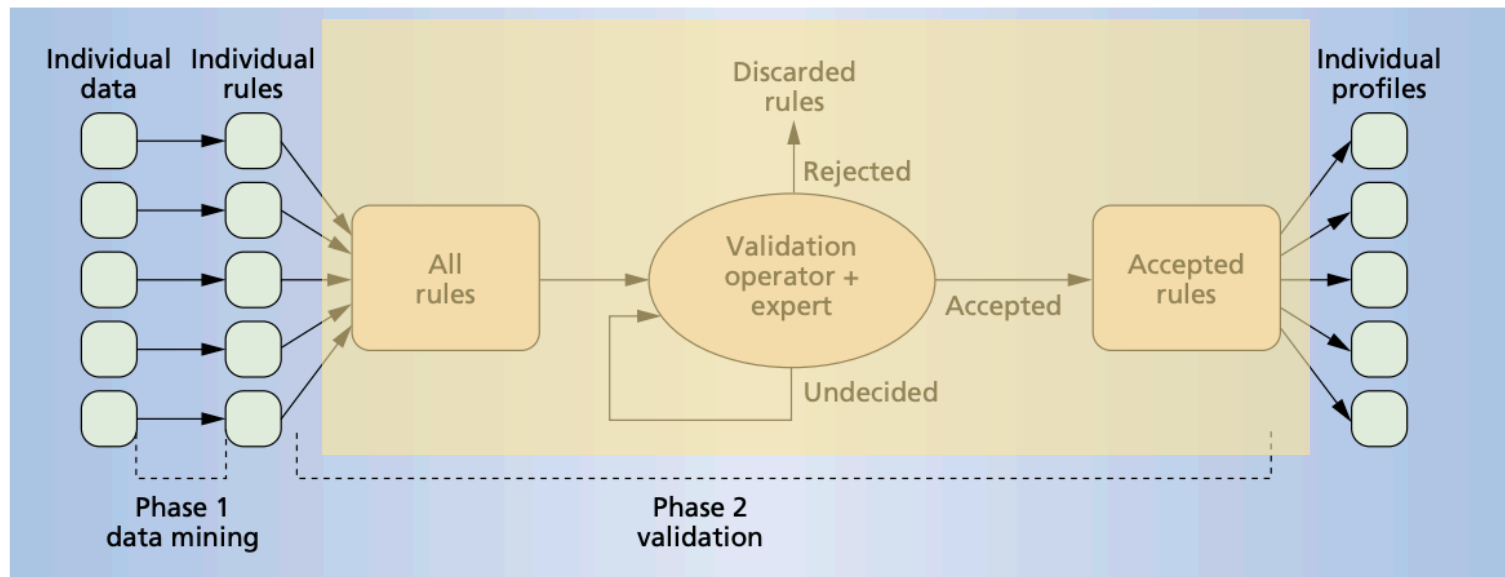 Individual
data
Individual
rules
Discarded
rules
Individual
profiles
Rejected
All
rules
Validation
operator +
expert
Accepted
Accepted
rules
Undecided
Phase 1
data mining
Phase 2
validation